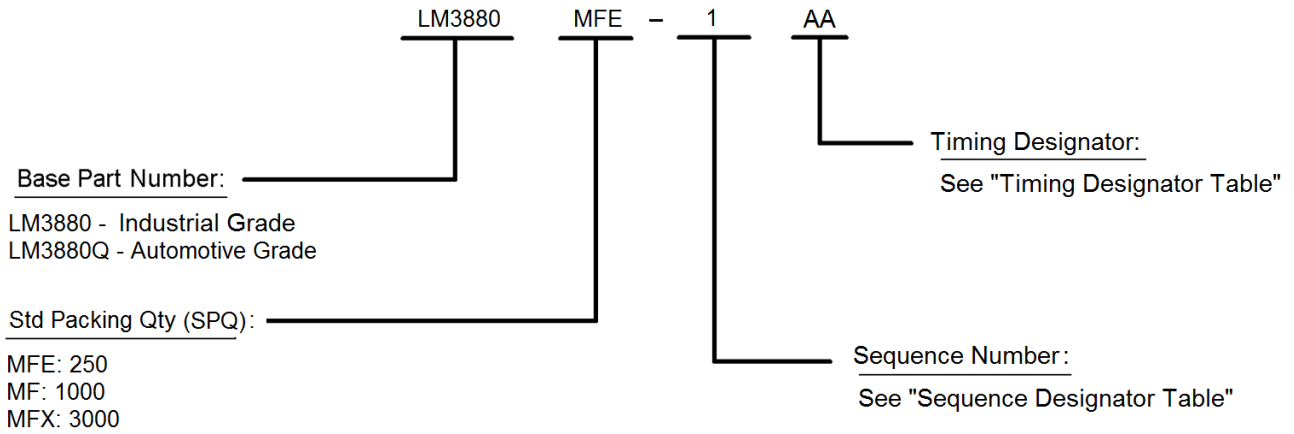 LM3880 MFE – 1 AA
Timing Designator:
See "Timing Designator Table"
Base Part Number:
LM3880 - Industrial Grade
LM3880Q - Automotive Grade
Std Packing Qty (SPQ):
MFE: 250
MF: 1000
MFX: 3000
Sequence Number:
See "Sequence Designator Table"